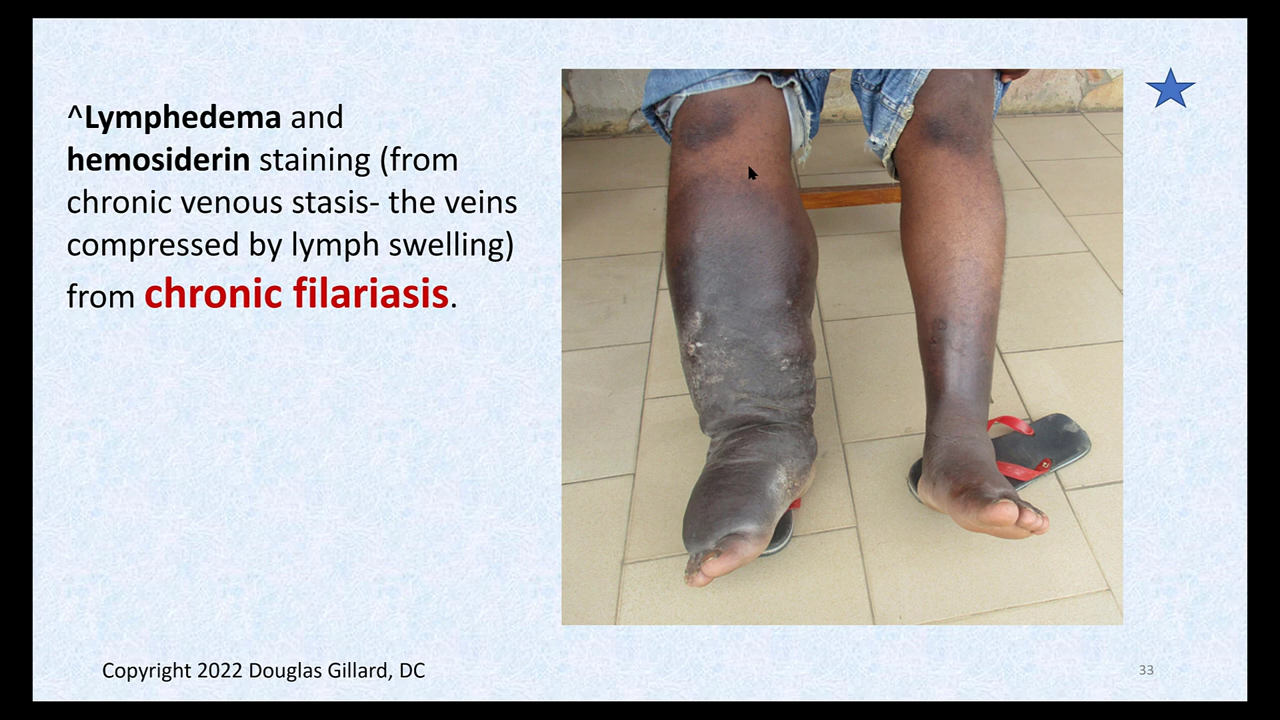 ^Lymphedema and
hemosiderin staining (from
chronic venous stasis- the veins
compressed by lymph swelling)
from chronic filariasis.
Copyright 2022 Douglas Gillard, DC
33